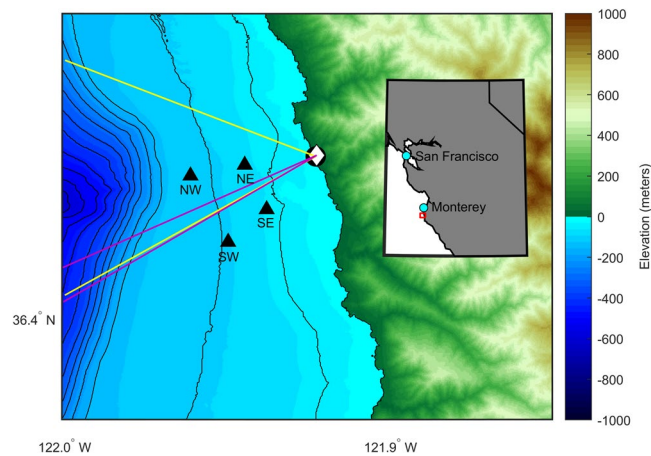 1000
800
600
400
200
0
-200
-400
-600
-800
-1000
Elevation (meters)
San Francisco
Monterey
NW
NE
SE
SW
36.4° N
122.0° W
121.9° W